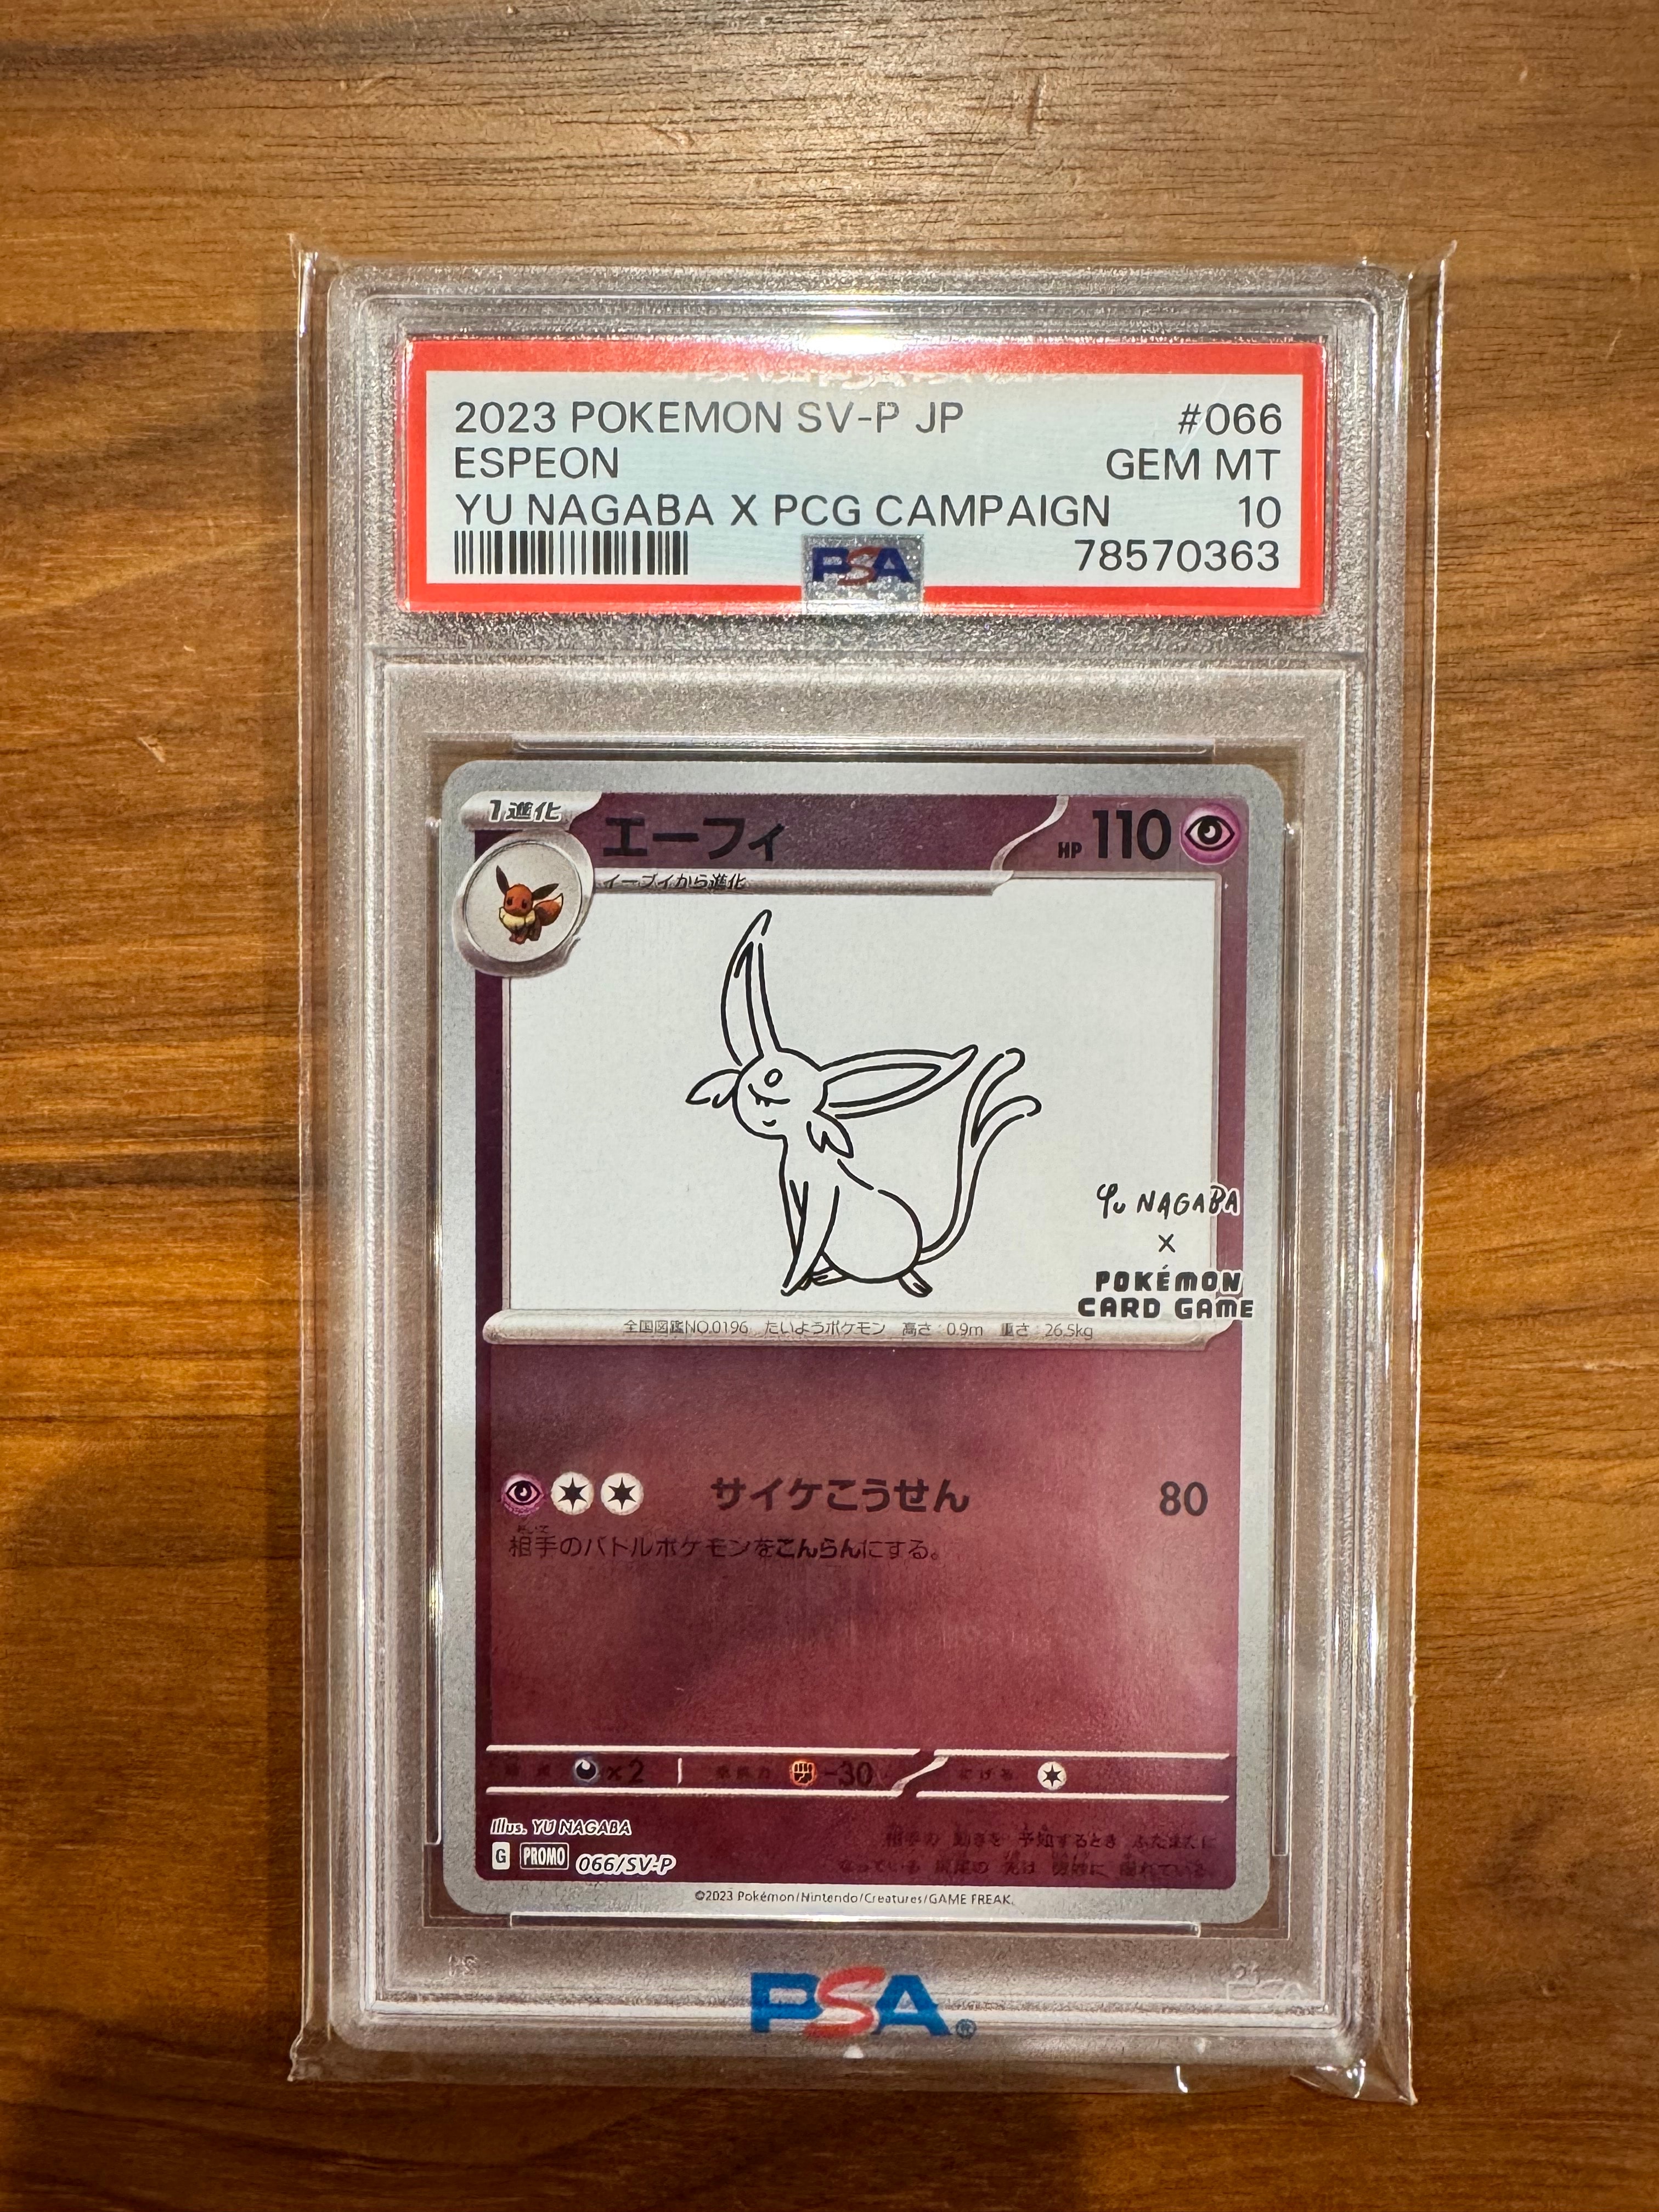 2023 POKEMON SV-P JP #066
ESPEON GEM MT
YU NAGABA X PCG CAMPAIGN 10
PSA 78570363
1進化 エーフィ HP 110
イーブイから進化
Yu NAGABA
X
POKÉMON
CARD GAME
全国図鑑NO.0196 たいようポケモン 高さ:0.9m 重さ:26.5kg
サイケこうせん 80
相手のバトルポケモンをこんらんにする。
×2 -30 にげる
Illus. YU NAGABA
相手の 動きを 予知するとき ふたまたに
G PROMO 066/SV-P
なっている 尻尾の 先は 微妙に 揺れている。
©2023 Pokémon/Nintendo/Creatures/GAME FREAK.
PSA®